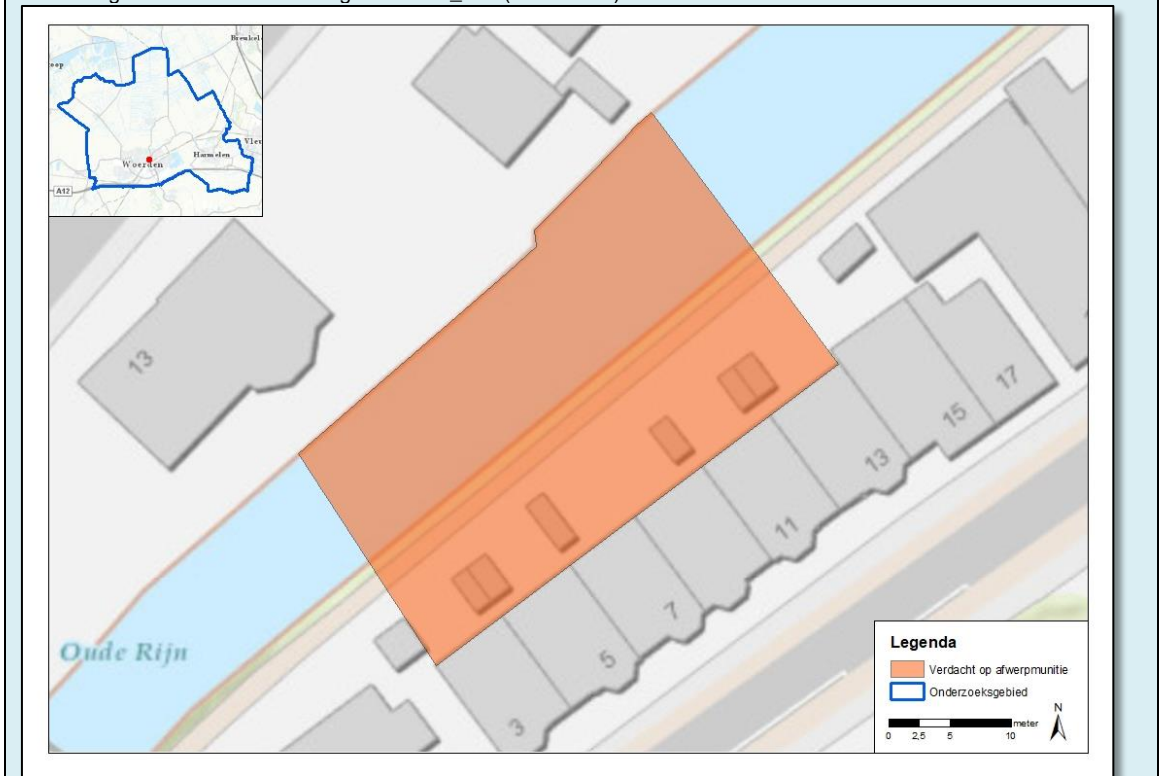 Breukel
Woerden
Harmelen
Vleu
A12
13
Oude Rijn
3
5
7
11
13
15
17
Legenda
Verdacht op afwerpmunitie
Onderzoeksgebied
N
meter
0 2,5 5 10